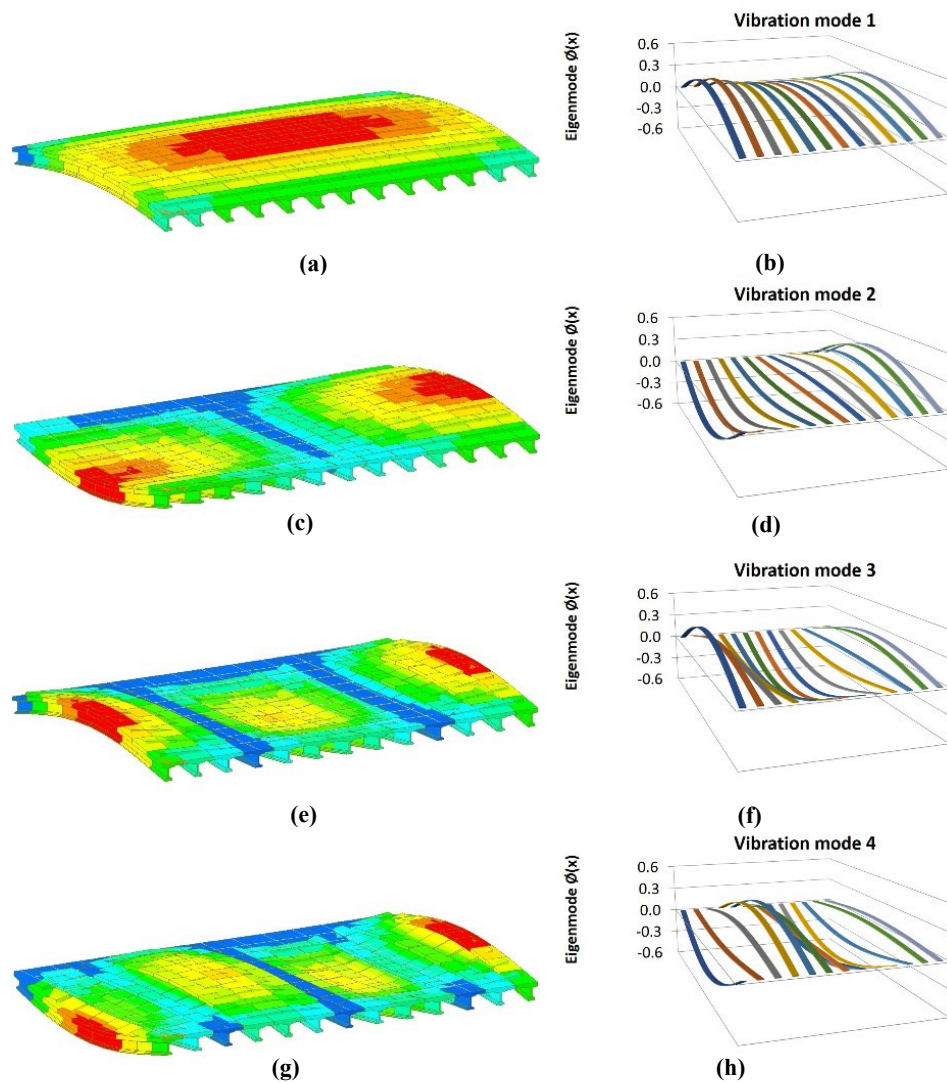 Vibration mode 1
Eigenmode Ø(x)
0.6
0.3
0.0
-0.3
-0.6
(a)
(b)
Vibration mode 2
Eigenmode Ø(x)
0.6
0.3
0.0
-0.3
-0.6
(c)
(d)
Vibration mode 3
Eigenmode Ø(x)
0.6
0.3
0.0
-0.3
-0.6
(e)
(f)
Vibration mode 4
Eigenmode Ø(x)
0.6
0.3
0.0
-0.3
-0.6
(g)
(h)